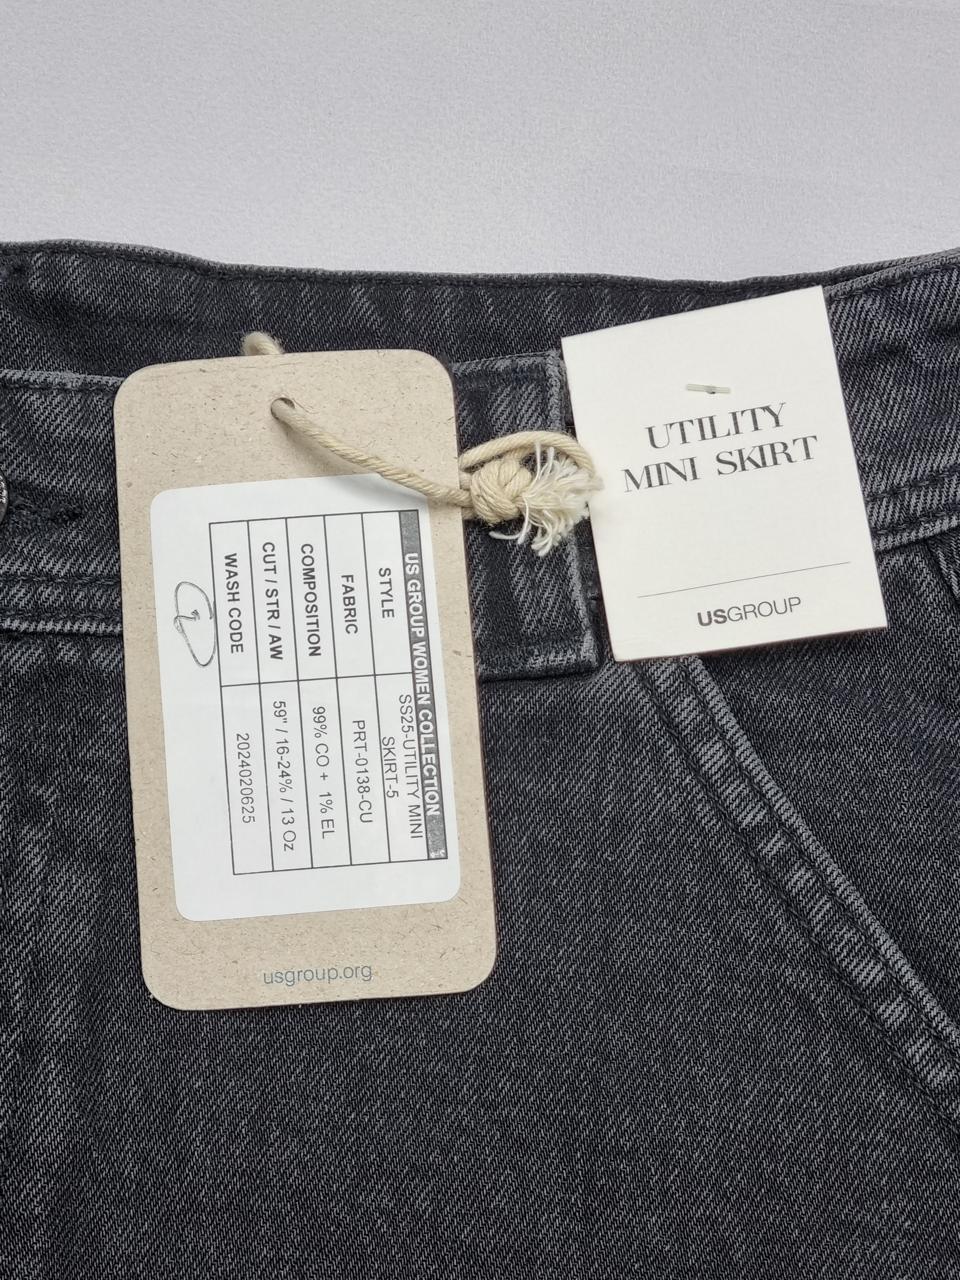 US GROUP WOMEN COLLECTION
STYLE SS25-UTILITY MINI
SKIRT-5
FABRIC PRT-0138-CU
COMPOSITION 99% CO + 1% EL
CUT / STR / AW 59" / 16-24% / 13 Oz
WASH CODE 2024020625
usgroup.org
UTILITY
MINI SKIRT
USGROUP